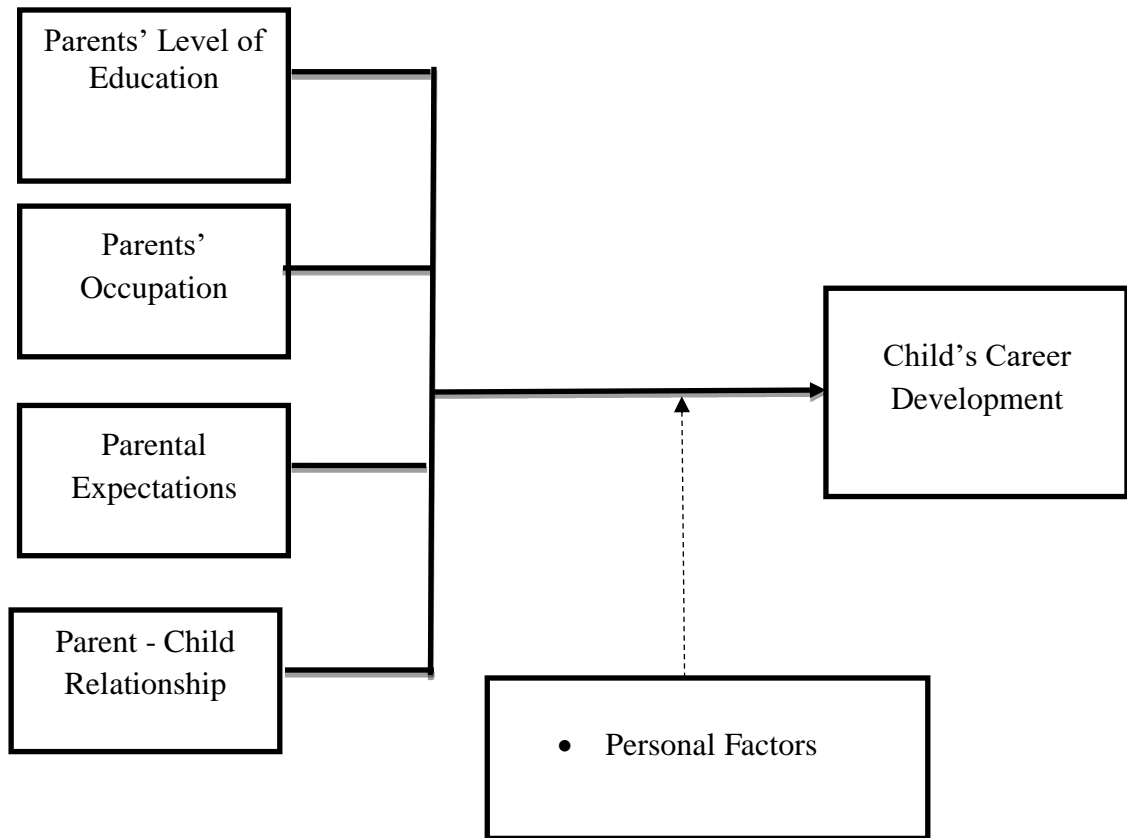 Parents’ Level of
Education
Parents’
Occupation
Parental
Expectations
Parent - Child
Relationship
Child’s Career
Development
• Personal Factors